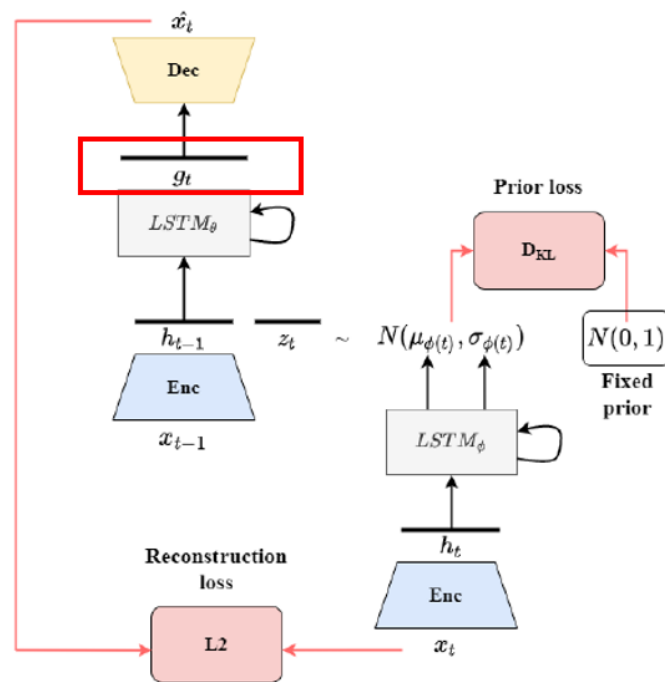 x̂_t
Dec
g_t
LSTM_θ
Prior loss
D_KL
h_{t−1} z_t ~ N(μ_{ϕ(t)}, σ_{ϕ(t)})
N(0, 1)
Fixed
prior
Enc
x_{t−1}
LSTM_ϕ
h_t
Reconstruction
loss
Enc
L2
x_t